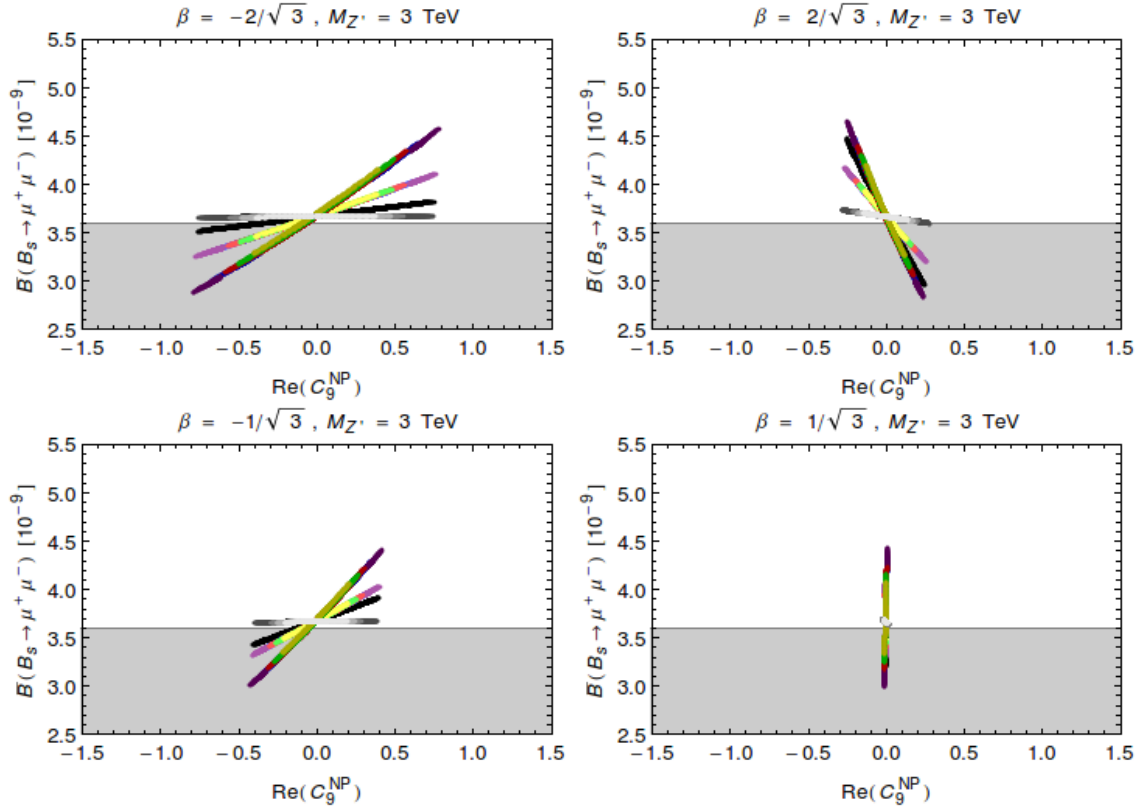 β = −2/√3 , M_Z' = 3 TeV
B̄(B_s → μ⁺ μ⁻) [10⁻⁹]
5.5
5.0
4.5
4.0
3.5
3.0
2.5
−1.5 −1.0 −0.5 0.0 0.5 1.0 1.5
Re(C₉^NP)
β = 2/√3 , M_Z' = 3 TeV
B̄(B_s → μ⁺ μ⁻) [10⁻⁹]
5.5
5.0
4.5
4.0
3.5
3.0
2.5
−1.5 −1.0 −0.5 0.0 0.5 1.0 1.5
Re(C₉^NP)
β = −1/√3 , M_Z' = 3 TeV
B̄(B_s → μ⁺ μ⁻) [10⁻⁹]
5.5
5.0
4.5
4.0
3.5
3.0
2.5
−1.5 −1.0 −0.5 0.0 0.5 1.0 1.5
Re(C₉^NP)
β = 1/√3 , M_Z' = 3 TeV
B̄(B_s → μ⁺ μ⁻) [10⁻⁹]
5.5
5.0
4.5
4.0
3.5
3.0
2.5
−1.5 −1.0 −0.5 0.0 0.5 1.0 1.5
Re(C₉^NP)